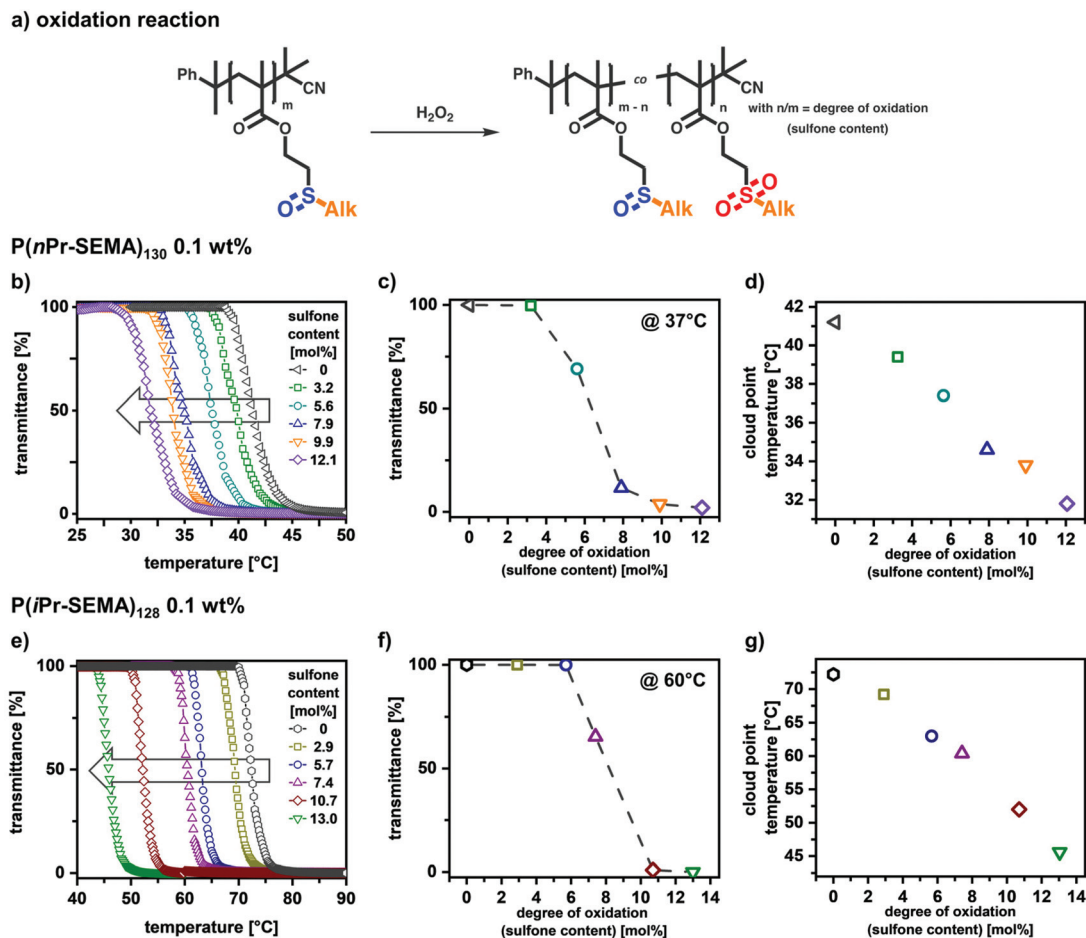 a) oxidation reaction
Ph
m
CN
O
O
S
O
Alk
H₂O₂
Ph
m - n
co
n
CN
O
O
S
O
Alk
O
O
S
O
O
Alk
with n/m = degree of oxidation
(sulfone content)
P(nPr-SEMA)₁₃₀ 0.1 wt%
b)
transmittance [%]
100
50
0
25 30 35 40 45 50
temperature [°C]
sulfone
content
[mol%]
0
3.2
5.6
7.9
9.9
12.1
c)
@ 37°C
transmittance [%]
100
50
0
0 2 4 6 8 10 12
degree of oxidation
(sulfone content) [mol%]
d)
cloud point
temperature [°C]
42
40
38
36
34
32
0 2 4 6 8 10 12
degree of oxidation
(sulfone content) [mol%]
P(iPr-SEMA)₁₂₈ 0.1 wt%
e)
transmittance [%]
100
50
0
40 50 60 70 80 90
temperature [°C]
sulfone
content
[mol%]
0
2.9
5.7
7.4
10.7
13.0
f)
@ 60°C
transmittance [%]
100
50
0
0 2 4 6 8 10 12 14
degree of oxidation
(sulfone content) [mol%]
g)
cloud point
temperature [°C]
70
65
60
55
50
45
0 2 4 6 8 10 12 14
degree of oxidation
(sulfone content) [mol%]